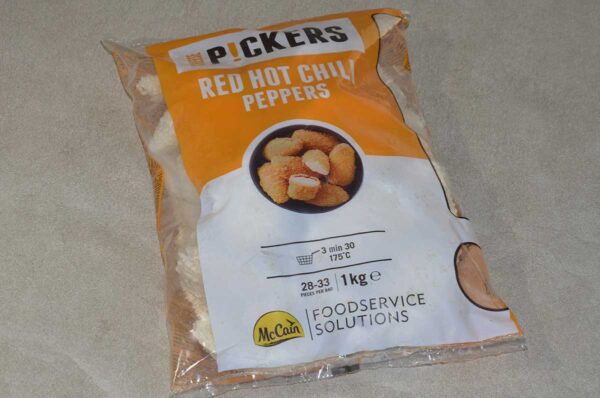 P!CKERS
RED HOT CHILI
PEPPERS
3 min 30
175°C
28-33
PIECES PER BAG
1kg e
McCain
FOODSERVICE
SOLUTIONS